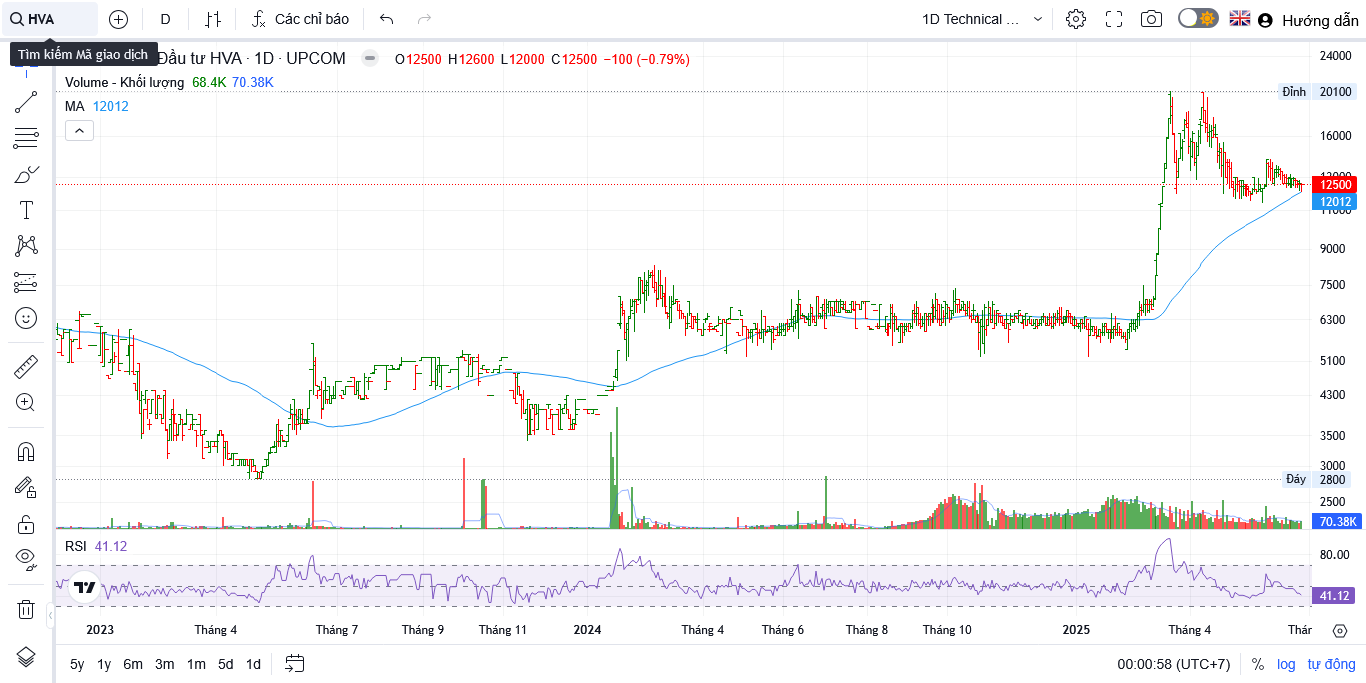 HVA
D
Các chỉ báo
1D Technical ...
Hướng dẫn
Tìm kiếm Mã giao dịch
Đầu tư HVA · 1D · UPCOM
O12500 H12600 L12000 C12500 −100 (−0.79%)
Volume - Khối lượng 68.4K 70.38K
MA 12012
24000
Đỉnh 20100
16000
12500
12012
11000
9000
7500
6300
5100
4300
3500
3000
Đáy 2800
2500
70.38K
RSI 41.12
80.00
41.12
2023 Tháng 4 Tháng 7 Tháng 9 Tháng 11 2024 Tháng 4 Tháng 6 Tháng 8 Tháng 10 2025 Tháng 4 Thár
5y 1y 6m 3m 1m 5d 1d
00:00:58 (UTC+7) % log tự động